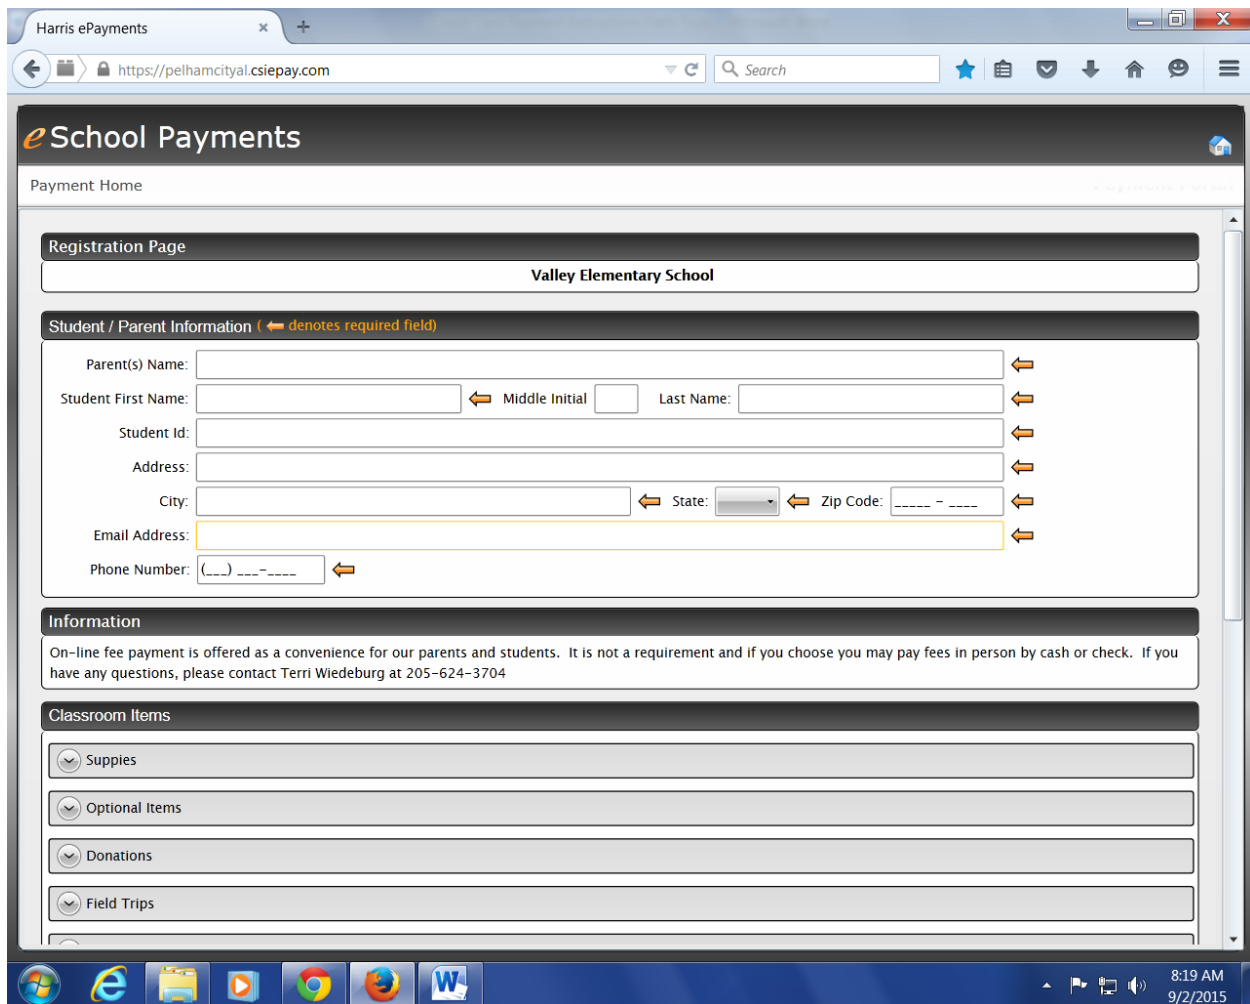 Harris ePayments
https://pelhamcityal.csiepay.com
Search
eSchool Payments
Payment Home
Registration Page
Valley Elementary School
Student / Parent Information ( denotes required field)
Parent(s) Name:
Student First Name: Middle Initial Last Name:
Student Id:
Address:
City: State: Zip Code: _____ - ____
Email Address:
Phone Number: (___) ___-____
Information
On-line fee payment is offered as a convenience for our parents and students. It is not a requirement and if you choose you may pay fees in person by cash or check. If you
have any questions, please contact Terri Wiedeburg at 205-624-3704
Classroom Items
Suppies
Optional Items
Donations
Field Trips
8:19 AM
9/2/2015